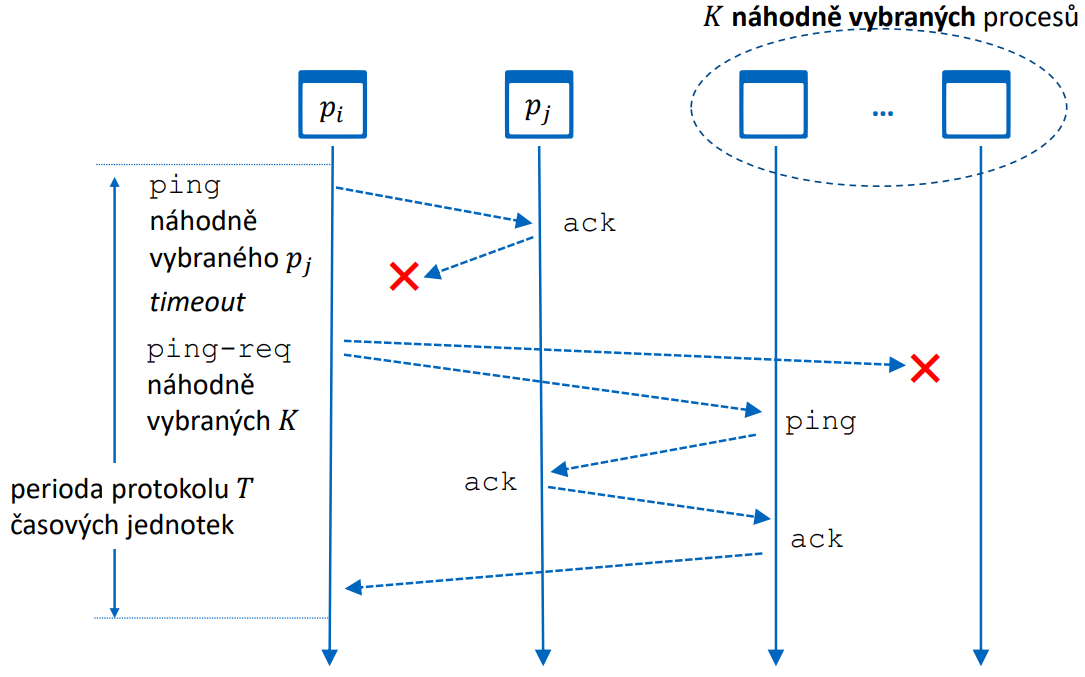 K náhodně vybraných procesů
p_i
p_j
...
ping
náhodně
vybraného p_j
timeout
ack
ping-req
náhodně
vybraných K
ping
ack
perioda protokolu T
časových jednotek
ack